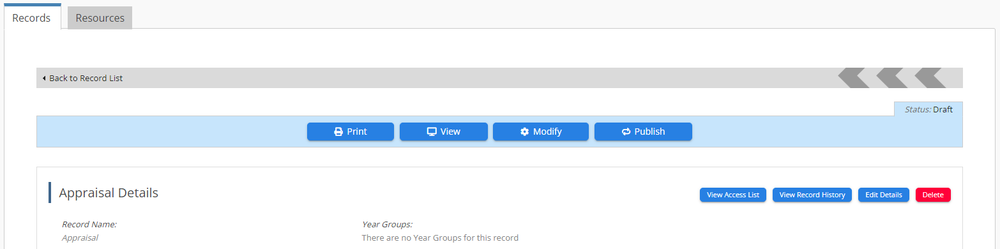 Records
Resources
Back to Record List
Status: Draft
Print
View
Modify
Publish
Appraisal Details
View Access List
View Record History
Edit Details
Delete
Record Name:
Year Groups:
Appraisal
There are no Year Groups for this record